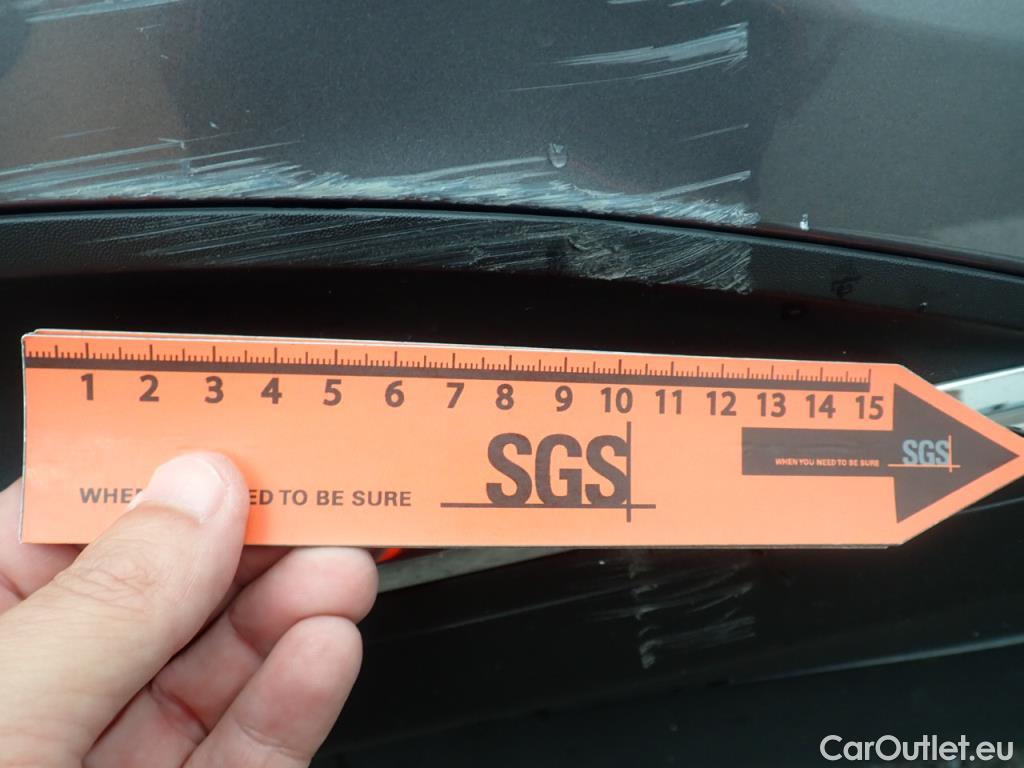 1 2 3 4 5 6 7 8 9 10 11 12 13 14 15
SGS
WHEN YOU NEED TO BE SURE
SGS
TO BE SURE
CarOutlet.eu